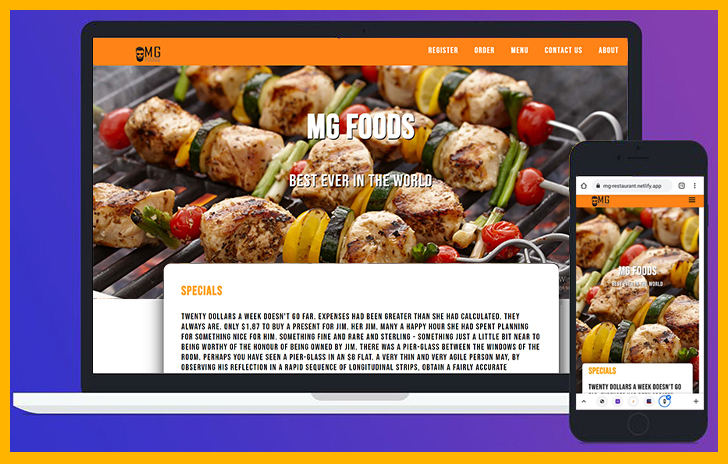 MG
REGISTER ORDER MENU CONTACT US ABOUT
MG FOODS
BEST EVER IN THE WORLD
SPECIALS
TWENTY DOLLARS A WEEK DOESN'T GO FAR. EXPENSES HAD BEEN GREATER THAN SHE HAD CALCULATED. THEY
ALWAYS ARE. ONLY $1.87 TO BUY A PRESENT FOR JIM. HER JIM. MANY A HAPPY HOUR SHE HAD SPENT PLANNING
FOR SOMETHING NICE FOR HIM. SOMETHING FINE AND RARE AND STERLING - SOMETHING JUST A LITTLE BIT NEAR TO
BEING WORTHY OF THE HONOUR OF BEING OWNED BY JIM. THERE WAS A PIER-GLASS BETWEEN THE WINDOWS OF THE
ROOM. PERHAPS YOU HAVE SEEN A PIER-GLASS IN AN $8 FLAT. A VERY THIN AND VERY AGILE PERSON MAY, BY
OBSERVING HIS REFLECTION IN A RAPID SEQUENCE OF LONGITUDINAL STRIPS, OBTAIN A FAIRLY ACCURATE
mg-restaurant.netlify.app
MG
MG FOODS
BEST EVER IN THE WORLD
SPECIALS
TWENTY DOLLARS A WEEK DOESN'T GO